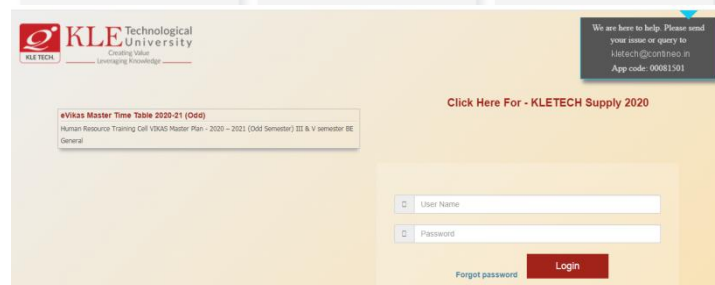 KLE Technological University
Creating Value
Leveraging Knowledge
KLE TECH.
We are here to help. Please send
your issue or query to
kletech@contineo.in
App code: 00081501
eVikas Master Time Table 2020-21 (Odd)
Human Resource Training Cell VIKAS Master Plan - 2020 – 2021 (Odd Semester) III & V semester BE
General
Click Here For - KLETECH Supply 2020
User Name
Password
Forgot password
Login